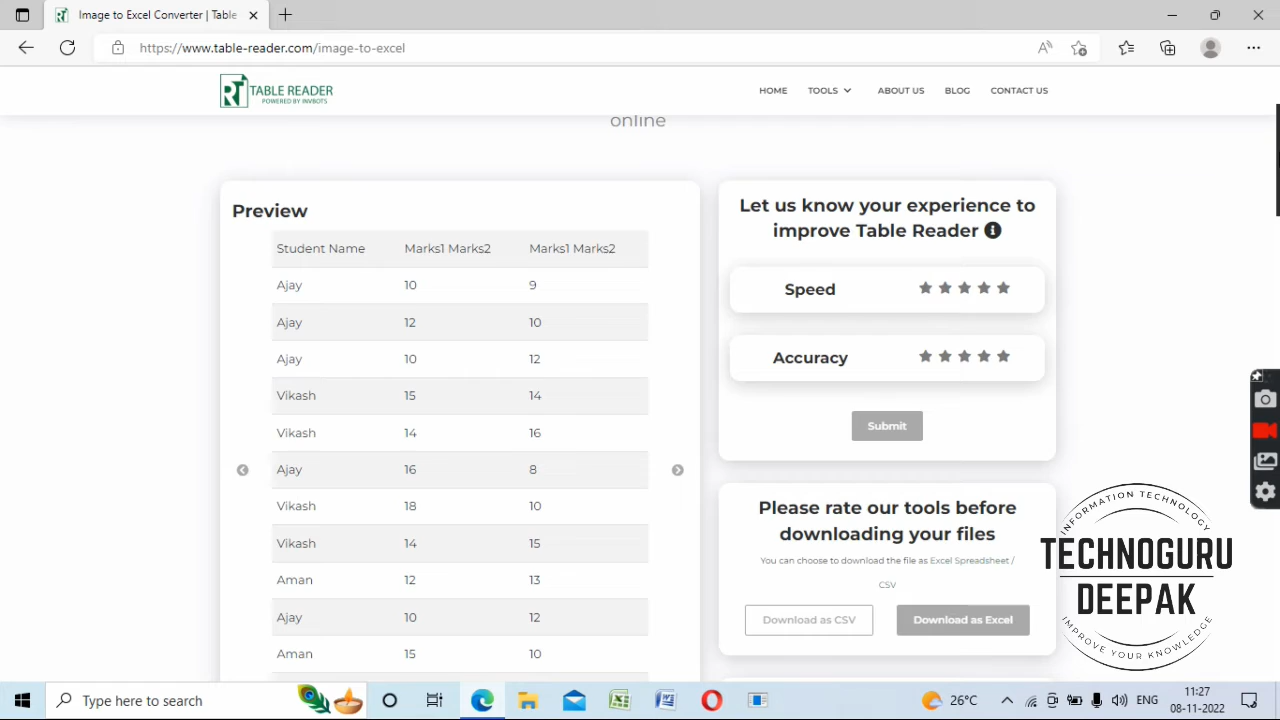 Image to Excel Converter | Table
https://www.table-reader.com/image-to-excel
RT TABLE READER
POWERED BY INVBOTS
HOME TOOLS ABOUT US BLOG CONTACT US
online
Preview
Student Name Marks1 Marks2 Marks1 Marks2
Ajay 10 9
Ajay 12 10
Ajay 10 12
Vikash 15 14
Vikash 14 16
Ajay 16 8
Vikash 18 10
Vikash 14 15
Aman 12 13
Ajay 10 12
Aman 15 10
Let us know your experience to
improve Table Reader
Speed
Accuracy
Submit
Please rate our tools before
downloading your files
You can choose to download the file as Excel Spreadsheet /
CSV
Download as CSV Download as Excel
INFORMATION TECHNOLOGY
TECHNOGURU
DEEPAK
IMPROVE YOUR KNOWLEDGE
Type here to search
26°C ENG 11:27
08-11-2022